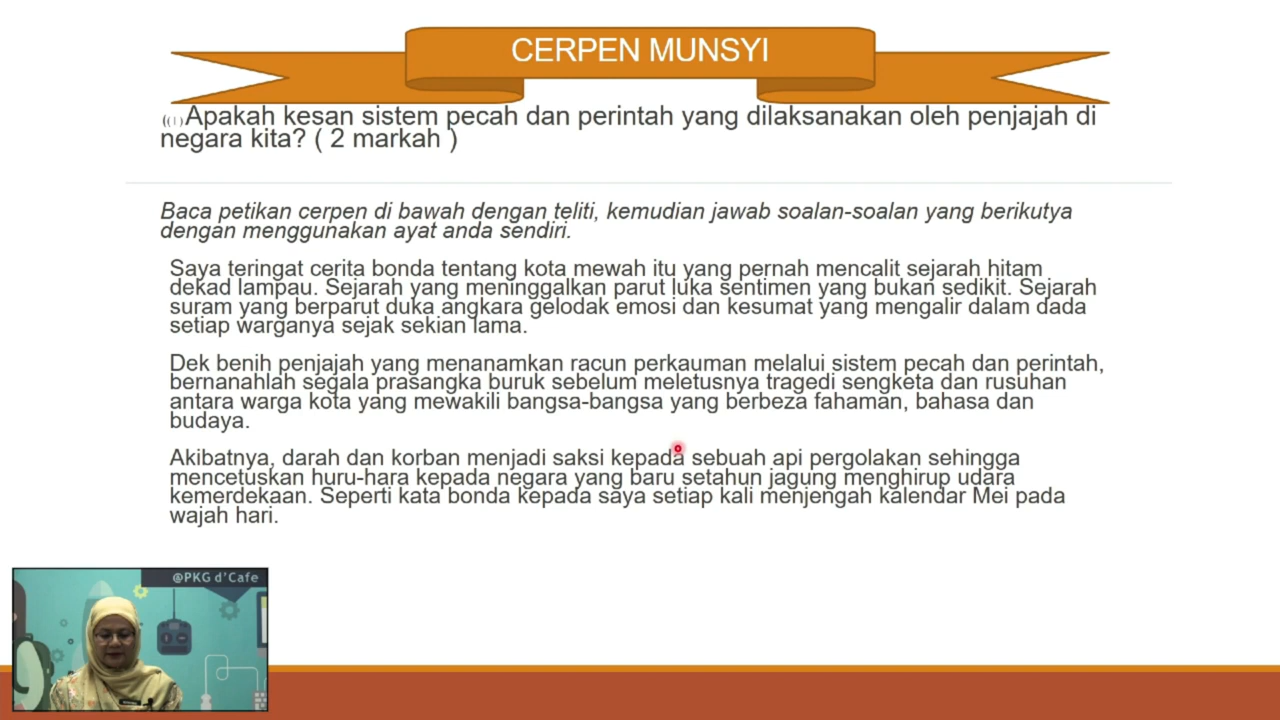 CERPEN MUNSYI
((i)Apakah kesan sistem pecah dan perintah yang dilaksanakan oleh penjajah di
negara kita? ( 2 markah )
Baca petikan cerpen di bawah dengan teliti, kemudian jawab soalan-soalan yang berikutya
dengan menggunakan ayat anda sendiri.
Saya teringat cerita bonda tentang kota mewah itu yang pernah mencalit sejarah hitam
dekad lampau. Sejarah yang meninggalkan parut luka sentimen yang bukan sedikit. Sejarah
suram yang berparut duka angkara gelodak emosi dan kesumat yang mengalir dalam dada
setiap warganya sejak sekian lama.
Dek benih penjajah yang menanamkan racun perkauman melalui sistem pecah dan perintah,
bernanahlah segala prasangka buruk sebelum meletusnya tragedi sengketa dan rusuhan
antara warga kota yang mewakili bangsa-bangsa yang berbeza fahaman, bahasa dan
budaya.
Akibatnya, darah dan korban menjadi saksi kepada sebuah api pergolakan sehingga
mencetuskan huru-hara kepada negara yang baru setahun jagung menghirup udara
kemerdekaan. Seperti kata bonda kepada saya setiap kali menjengah kalendar Mei pada
wajah hari.
@PKG d'Cafe